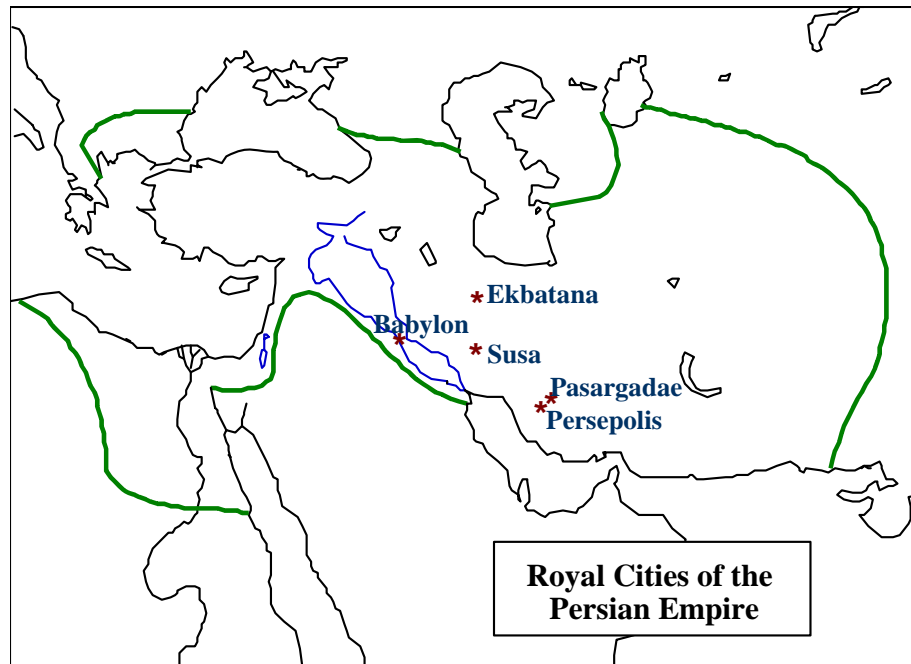 Ekbatana
Babylon
Susa
Pasargadae
Persepolis
Royal Cities of the
Persian Empire